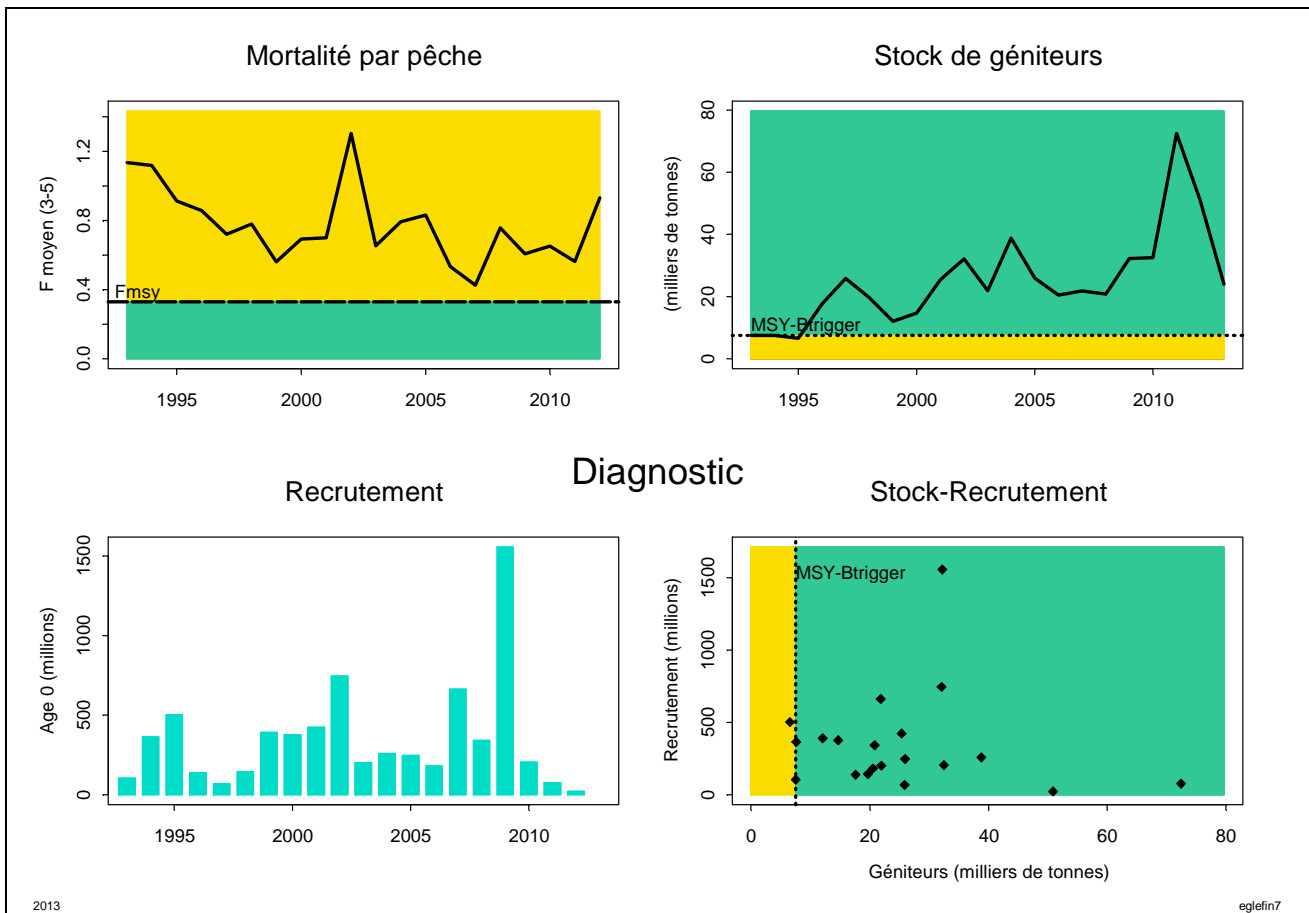 Mortalité par pêche
F moyen (3-5)
0.0 0.4 0.8 1.2
Fmsy
1995 2000 2005 2010
Stock de géniteurs
(milliers de tonnes)
0 20 40 60 80
MSY-Btrigger
1995 2000 2005 2010
Diagnostic
Recrutement
Age 0 (millions)
0 500 1000 1500
1995 2000 2005 2010
Stock-Recrutement
Recrutement (millions)
0 500 1000 1500
MSY-Btrigger
0 20 40 60 80
Géniteurs (milliers de tonnes)
2013
eglefin7